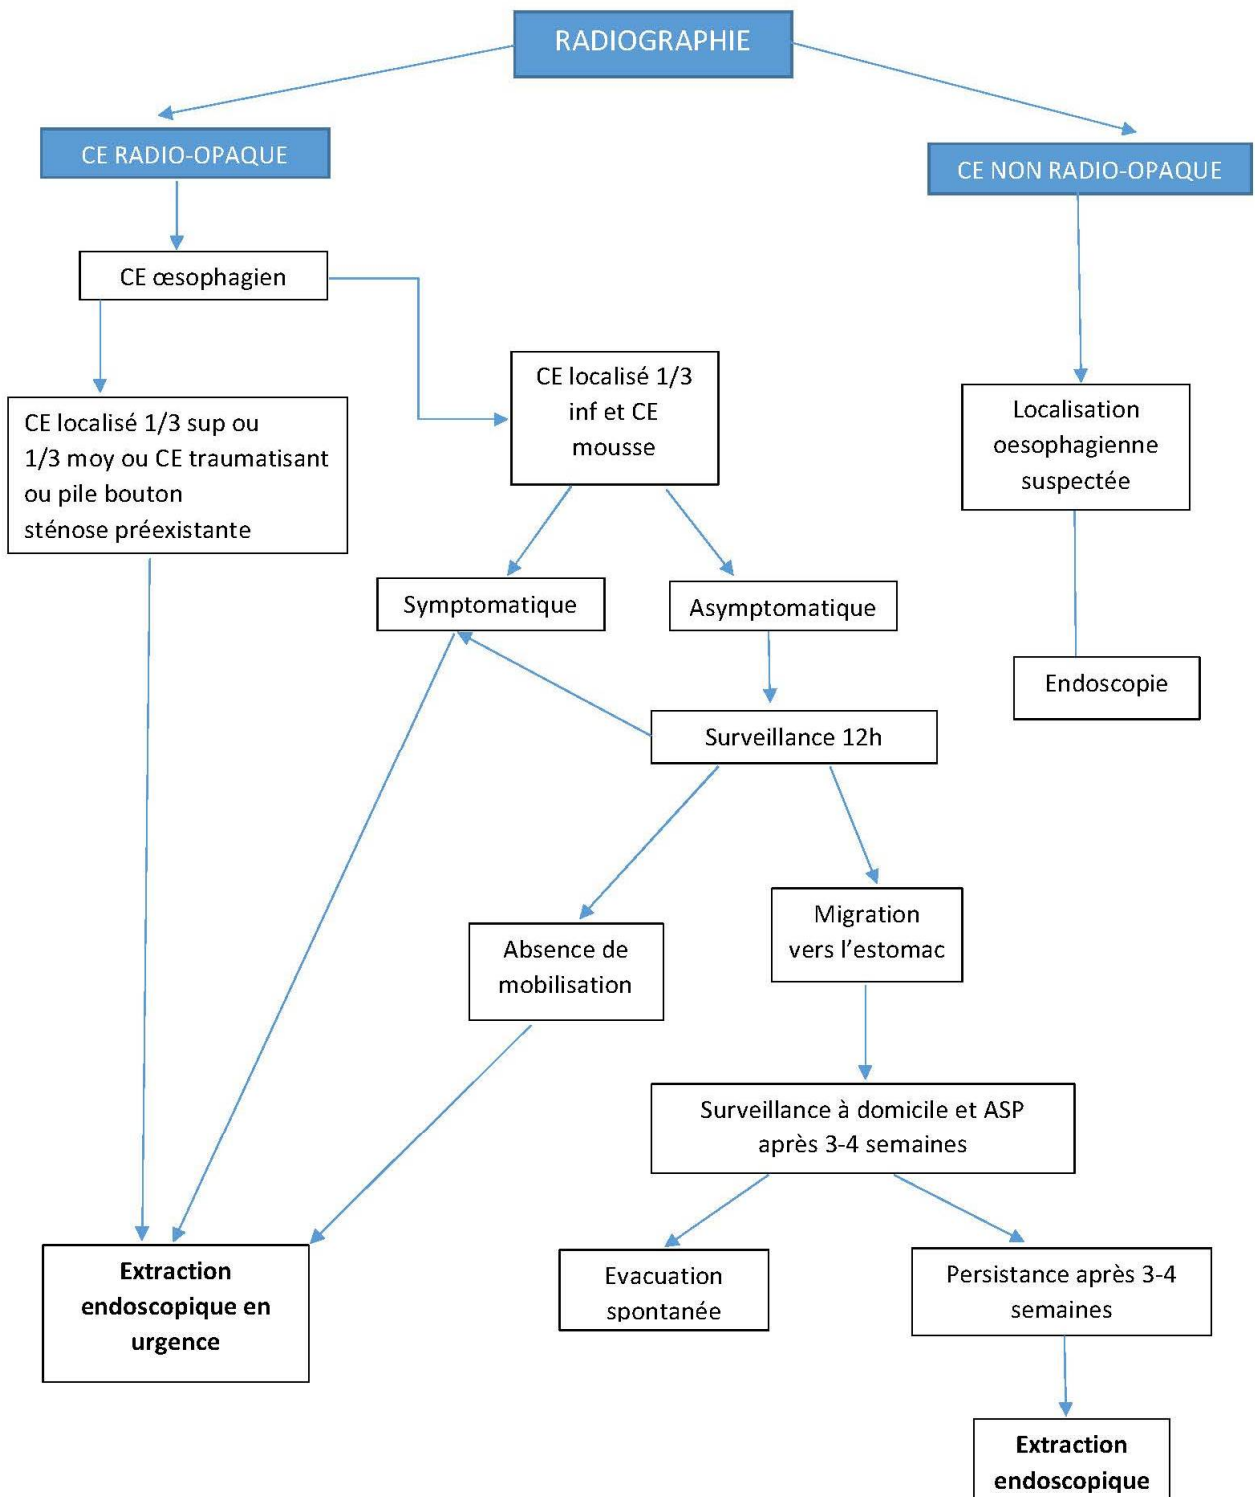 RADIOGRAPHIE
CE RADIO-OPAQUE
CE NON RADIO-OPAQUE
CE œsophagien
CE localisé 1/3 sup ou
1/3 moy ou CE traumatisant
ou pile bouton
sténose préexistante
CE localisé 1/3
inf et CE
mousse
Localisation
oesophagienne
suspectée
Symptomatique
Asymptomatique
Endoscopie
Surveillance 12h
Absence de
mobilisation
Migration
vers l’estomac
Surveillance à domicile et ASP
après 3-4 semaines
Extraction
endoscopique en
urgence
Evacuation
spontanée
Persistance après 3-4
semaines
Extraction
endoscopique